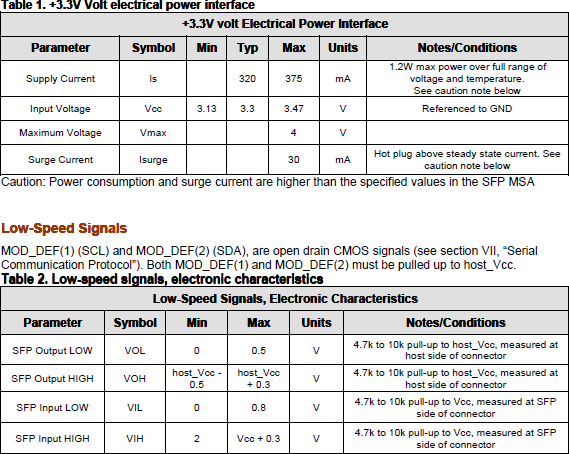 Table 1. +3.3V Volt electrical power interface
+3.3V volt Electrical Power Interface
Parameter Symbol Min Typ Max Units Notes/Conditions
Supply Current Is 320 375 mA 1.2W max power over full range of
voltage and temperature.
See caution note below
Input Voltage Vcc 3.13 3.3 3.47 V Referenced to GND
Maximum Voltage Vmax 4 V
Surge Current Isurge 30 mA Hot plug above steady state current. See
caution note below
Caution: Power consumption and surge current are higher than the specified values in the SFP MSA
Low-Speed Signals
MOD_DEF(1) (SCL) and MOD_DEF(2) (SDA), are open drain CMOS signals (see section VII, “Serial
Communication Protocol”). Both MOD_DEF(1) and MOD_DEF(2) must be pulled up to host_Vcc.
Table 2. Low-speed signals, electronic characteristics
Low-Speed Signals, Electronic Characteristics
Parameter Symbol Min Max Units Notes/Conditions
SFP Output LOW VOL 0 0.5 V 4.7k to 10k pull-up to host_Vcc, measured at
host side of connector
SFP Output HIGH VOH host_Vcc -
0.5 host_Vcc
+ 0.3 V 4.7k to 10k pull-up to host_Vcc, measured at
host side of connector
SFP Input LOW VIL 0 0.8 V 4.7k to 10k pull-up to Vcc, measured at SFP
side of connector
SFP Input HIGH VIH 2 Vcc + 0.3 V 4.7k to 10k pull-up to Vcc, measured at SFP
side of connector